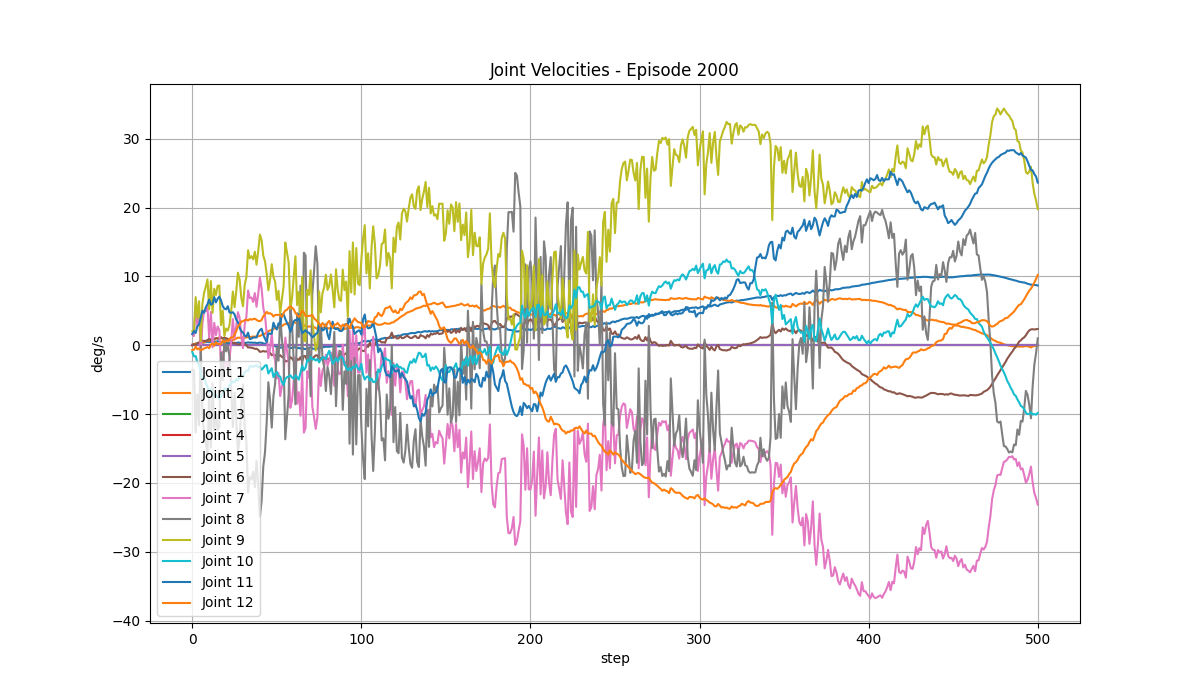 Joint Velocities - Episode 2000
deg/s
30
20
10
0
−10
−20
−30
−40
Joint 1
Joint 2
Joint 3
Joint 4
Joint 5
Joint 6
Joint 7
Joint 8
Joint 9
Joint 10
Joint 11
Joint 12
0 100 200 300 400 500
step